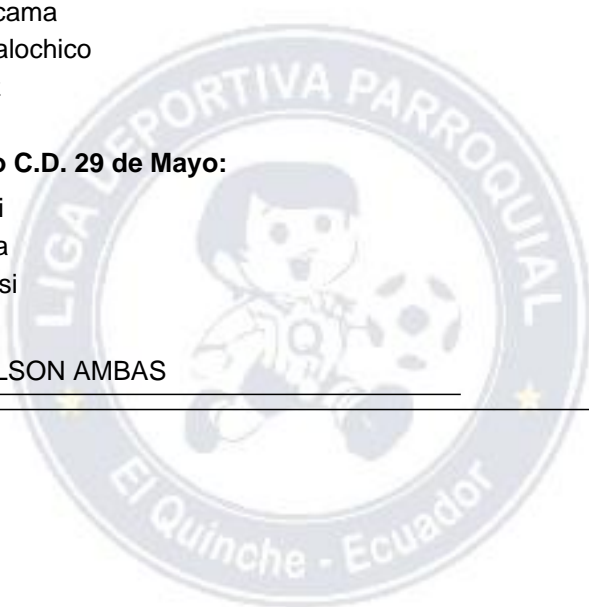 cama
alochico
o C.D. 29 de Mayo:
i
a
si
LSON AMBAS
LIGA DEPORTIVA PARROQUIAL
Q
El Quinche - Ecuador